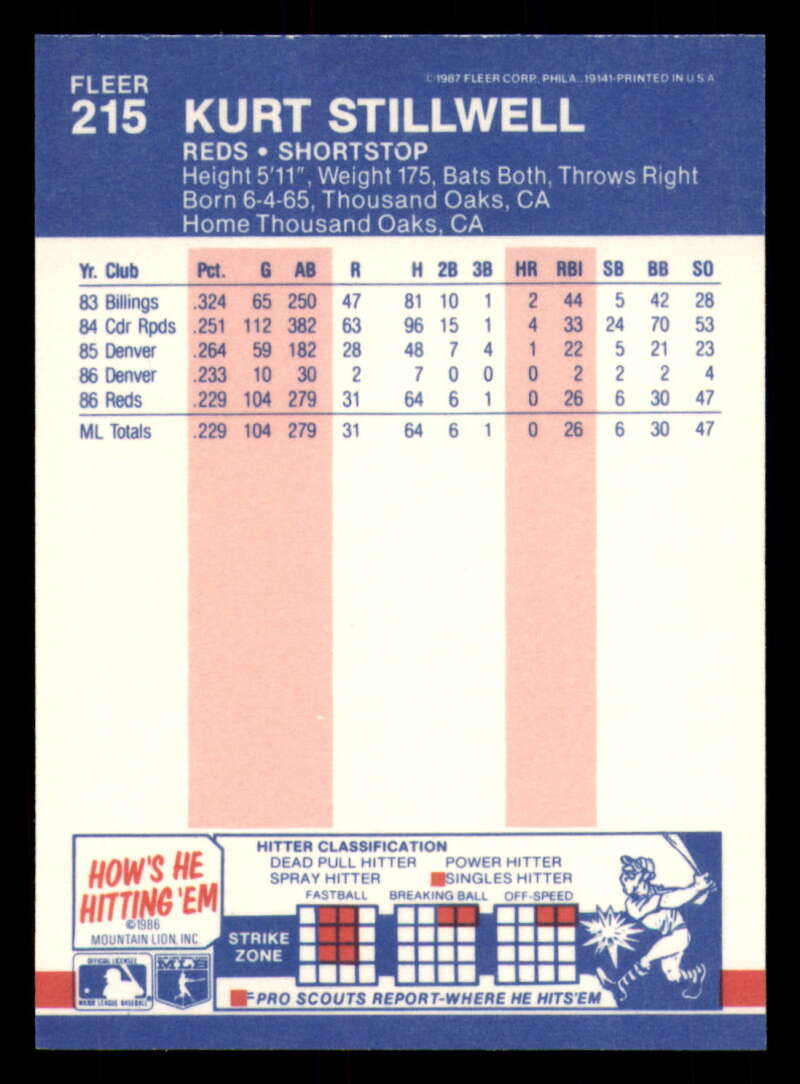 FLEER
© 1987 FLEER CORP. PHILA., 19141-PRINTED IN U S A
215 KURT STILLWELL
REDS • SHORTSTOP
Height 5'11", Weight 175, Bats Both, Throws Right
Born 6-4-65, Thousand Oaks, CA
Home Thousand Oaks, CA
Yr. Club Pct. G AB R H 2B 3B HR RBI SB BB SO
83 Billings .324 65 250 47 81 10 1 2 44 5 42 28
84 Cdr Rpds .251 112 382 63 96 15 1 4 33 24 70 53
85 Denver .264 59 182 28 48 7 4 1 22 5 21 23
86 Denver .233 10 30 2 7 0 0 0 2 2 2 4
86 Reds .229 104 279 31 64 6 1 0 26 6 30 47
ML Totals .229 104 279 31 64 6 1 0 26 6 30 47
HOW'S HE
HITTING 'EM
©1986
MOUNTAIN LION, INC
HITTER CLASSIFICATION
DEAD PULL HITTER POWER HITTER
SPRAY HITTER SINGLES HITTER
FASTBALL BREAKING BALL OFF-SPEED
STRIKE
ZONE
=PRO SCOUTS REPORT-WHERE HE HITS'EM
OFFICIAL LICENSEE
MAJOR LEAGUE BASEBALL
MLB